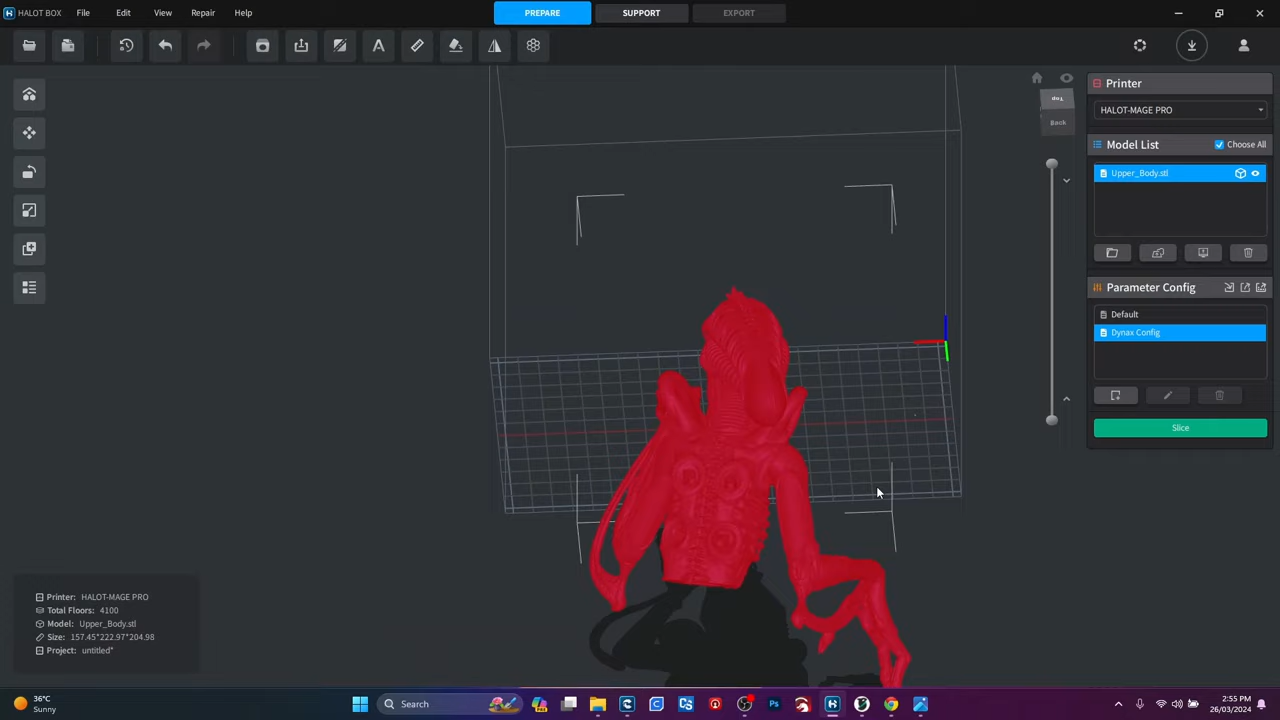 HALOT BOX
File Edit View Repair Help
PREPARE SUPPORT EXPORT
Top
Back
Printer
HALOT-MAGE PRO
Model List
Choose All
Upper_Body.stl
Parameter Config
Default
Dynax Config
Slice
Printer: HALOT-MAGE PRO
Total Floors: 4100
Model: Upper_Body.stl
Size: 157.45*222.97*204.98
Project: untitled*
36°C
Sunny
Search
2:55 PM
26/03/2024